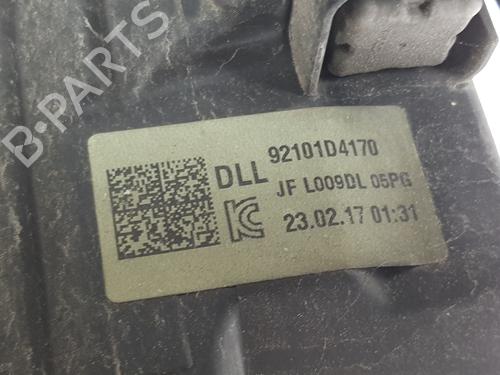 B-PARTS
DLL 92101D4170
JF L009DL 05PG
23.02.17 01:31